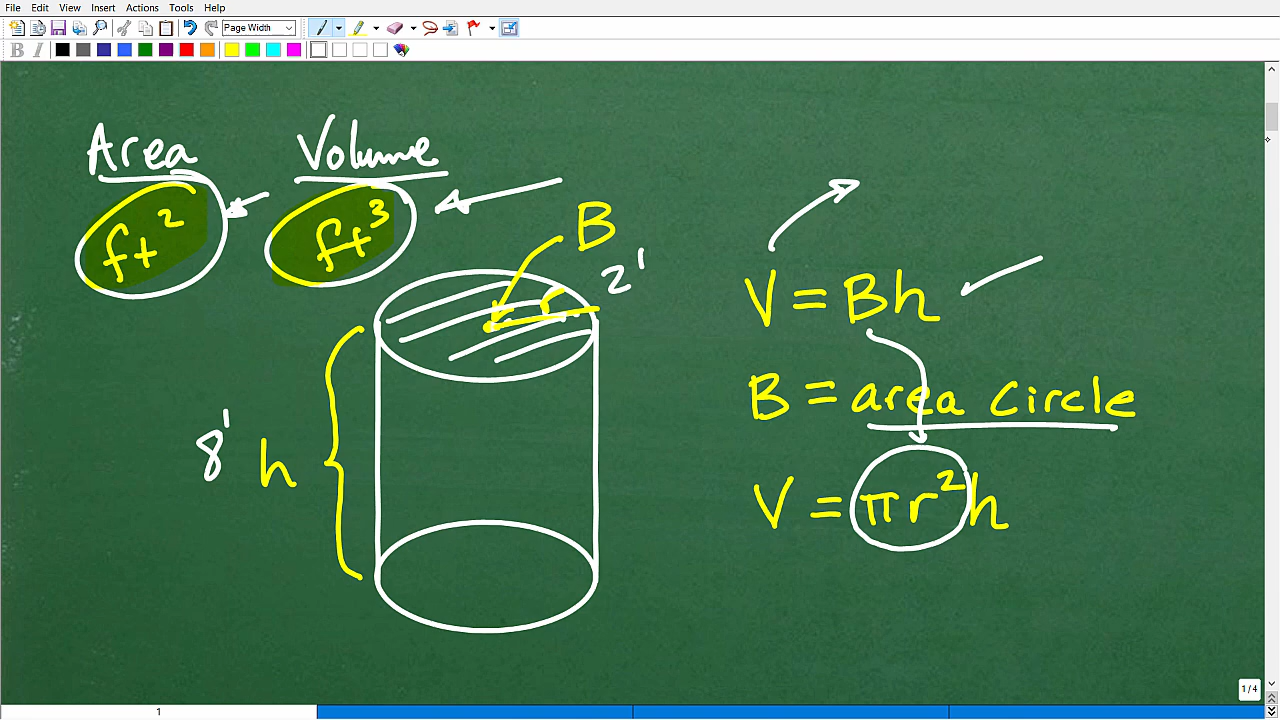 File Edit View Insert Actions Tools Help
Page Width
B I
Area Volume
ft² ft³
B
2'
r
V = Bh
B = area circle
8' h
V = πr²h
1/4
1